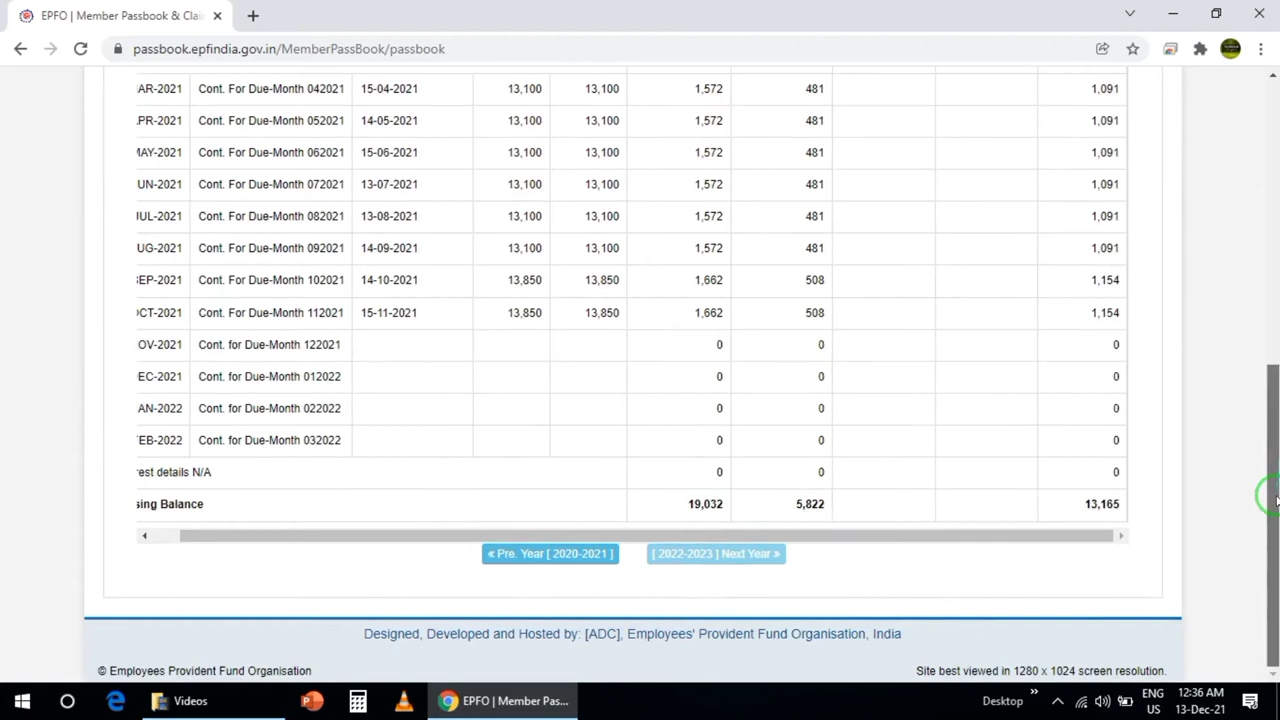 EPFO | Member Passbook & Clai
passbook.epfindia.gov.in/MemberPassBook/passbook
AR-2021 Cont. For Due-Month 042021 15-04-2021 13,100 13,100 1,572 481 1,091
PR-2021 Cont. For Due-Month 052021 14-05-2021 13,100 13,100 1,572 481 1,091
MAY-2021 Cont. For Due-Month 062021 15-06-2021 13,100 13,100 1,572 481 1,091
UN-2021 Cont. For Due-Month 072021 13-07-2021 13,100 13,100 1,572 481 1,091
JUL-2021 Cont. For Due-Month 082021 13-08-2021 13,100 13,100 1,572 481 1,091
UG-2021 Cont. For Due-Month 092021 14-09-2021 13,100 13,100 1,572 481 1,091
SEP-2021 Cont. For Due-Month 102021 14-10-2021 13,850 13,850 1,662 508 1,154
OCT-2021 Cont. For Due-Month 112021 15-11-2021 13,850 13,850 1,662 508 1,154
OV-2021 Cont. for Due-Month 122021 0 0 0
EC-2021 Cont. for Due-Month 012022 0 0 0
AN-2022 Cont. for Due-Month 022022 0 0 0
EB-2022 Cont. for Due-Month 032022 0 0 0
rest details N/A 0 0 0
sing Balance 19,032 5,822 13,165
« Pre. Year [ 2020-2021 ] [ 2022-2023 ] Next Year »
Designed, Developed and Hosted by: [ADC], Employees' Provident Fund Organisation, India
© Employees Provident Fund Organisation Site best viewed in 1280 x 1024 screen resolution.
Videos EPFO | Member Pas... Desktop ENG 12:36 AM
US 13-Dec-21